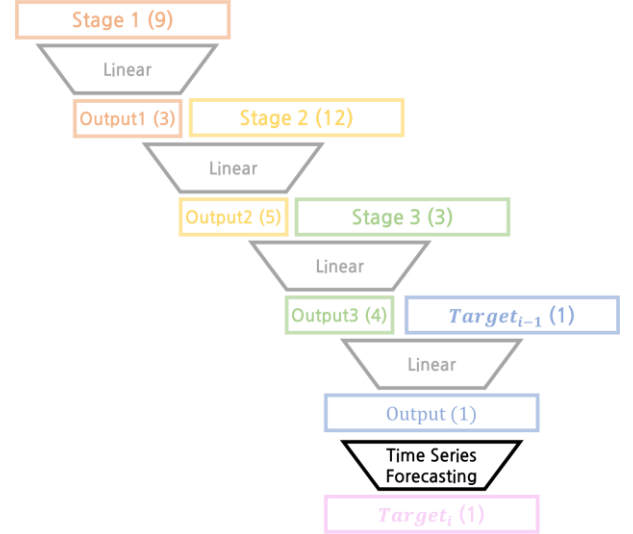 Stage 1 (9)
Linear
Output1 (3) Stage 2 (12)
Linear
Output2 (5) Stage 3 (3)
Linear
Output3 (4) Target_{i−1} (1)
Linear
Output (1)
Time Series
Forecasting
Target_i (1)